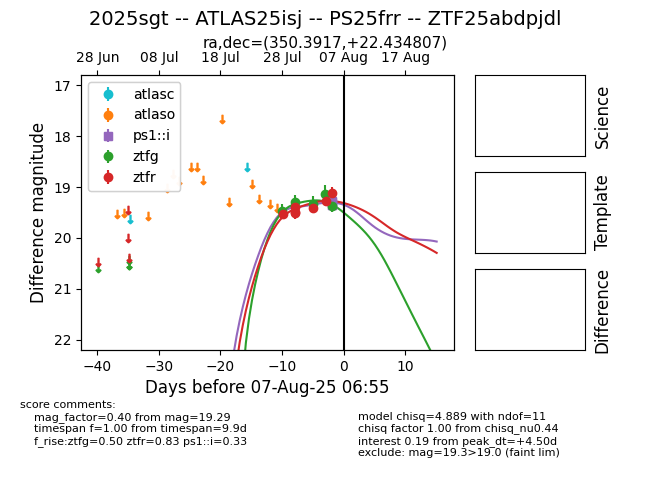 2025sgt -- ATLAS25isj -- PS25frr -- ZTF25abdpjdl
ra,dec=(350.3917,+22.434807)
28 Jun 08 Jul 18 Jul 28 Jul 07 Aug 17 Aug
atlasc
atlaso
ps1::i
ztfg
ztfr
17
18
19
20
21
22
Difference magnitude
−40 −30 −20 −10 0 10
Days before 07-Aug-25 06:55
Science
Template
Difference
score comments:
mag_factor=0.40 from mag=19.29
timespan f=1.00 from timespan=9.9d
f_rise:ztfg=0.50 ztfr=0.83 ps1::i=0.33
model chisq=4.889 with ndof=11
chisq factor 1.00 from chisq_nu0.44
interest 0.19 from peak_dt=+4.50d
exclude: mag=19.3>19.0 (faint lim)